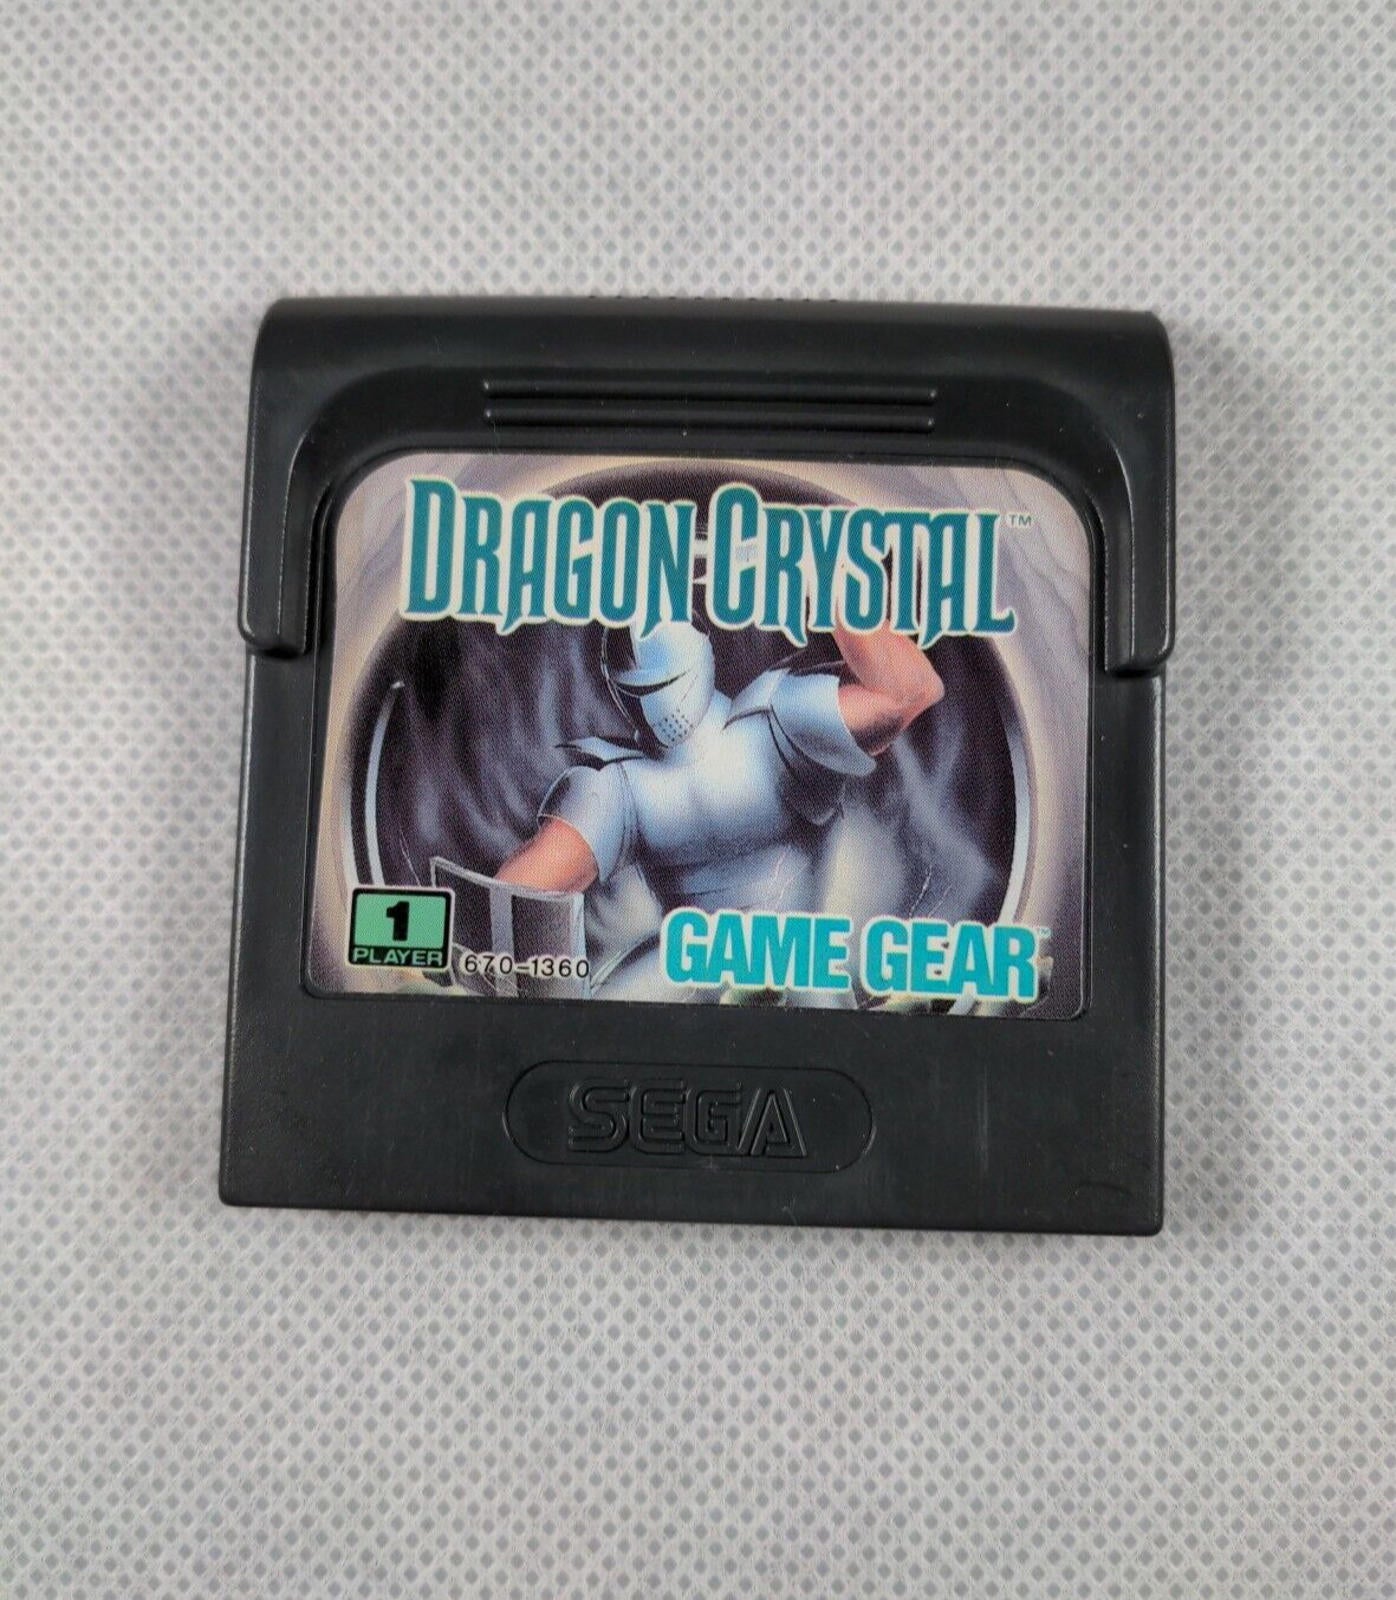 DRAGON CRYSTAL™
1
PLAYER
670-1360
GAME GEAR™
SEGA